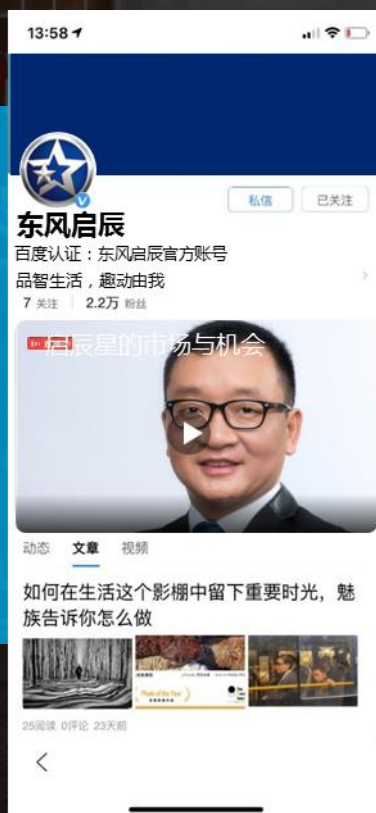 13:58
私信
已关注
东风启辰
百度认证：东风启辰官方账号
品智生活，趣动由我
7 关注
2.2万 粉丝
启辰星的市场与机会
动态 文章 视频
如何在生活这个影棚中留下重要时光，魅
族告诉你怎么做
Photo of the Year
25阅读 0评论 23天前